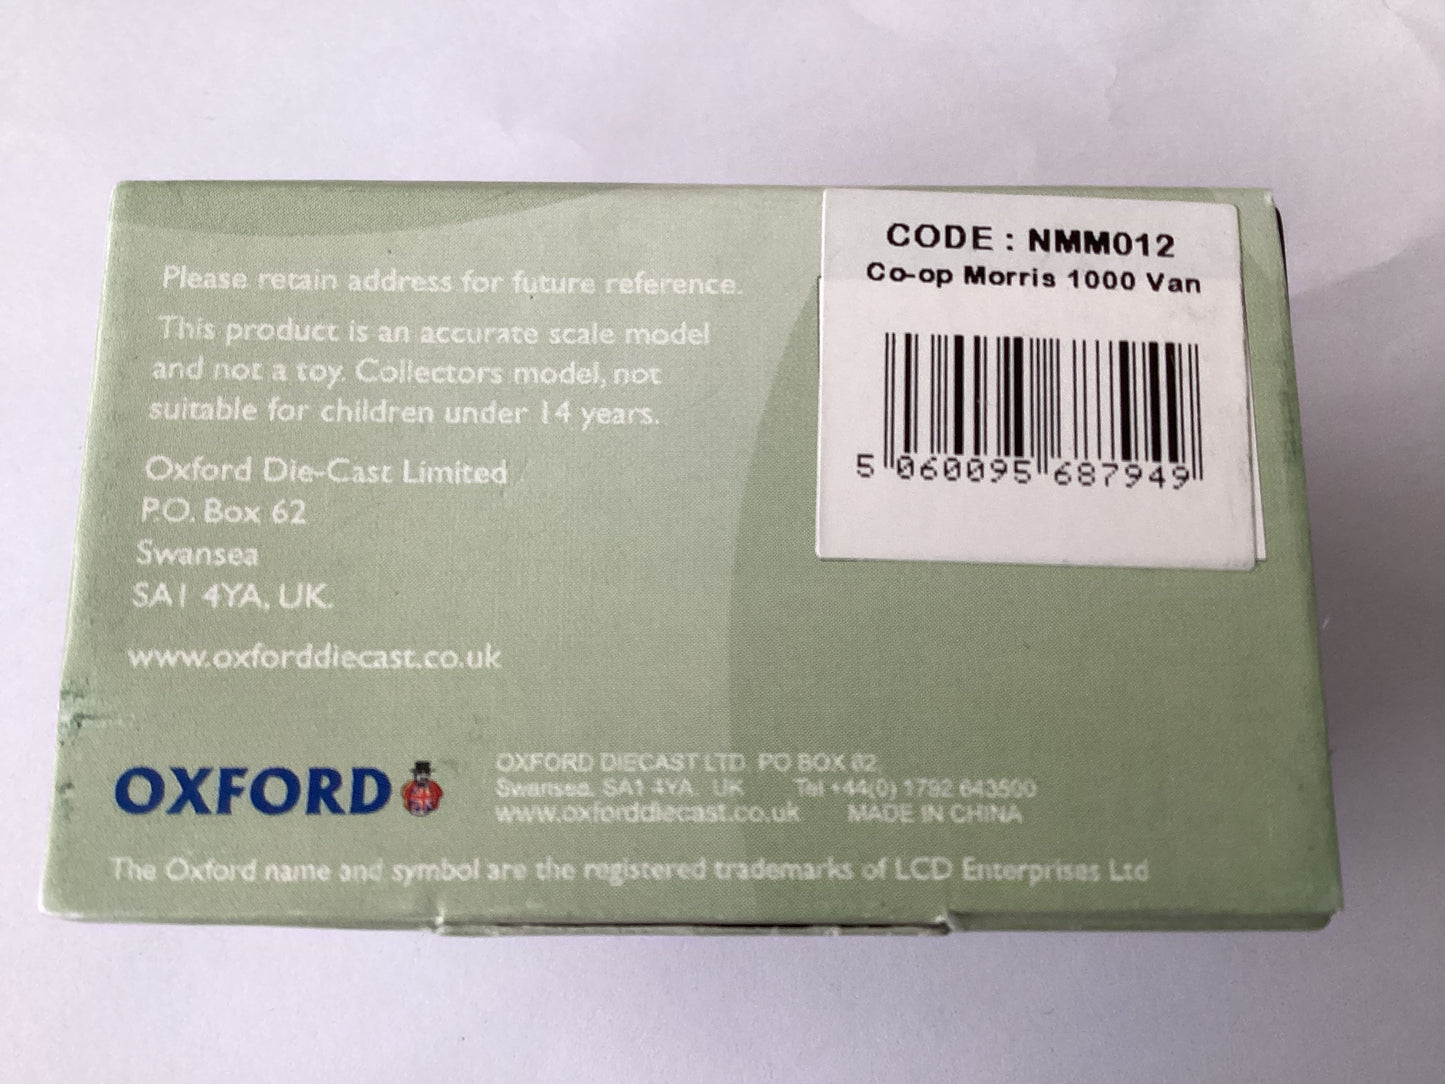 Please retain address for future reference.
This product is an accurate scale model
and not a toy. Collectors model, not
suitable for children under 14 years.
Oxford Die-Cast Limited
P.O. Box 62
Swansea
SA1 4YA, UK.
www.oxforddiecast.co.uk
CODE : NMM012
Co-op Morris 1000 Van
5 060095 687949
OXFORD
OXFORD DIECAST LTD PO BOX 62
Swansea. SA1 4YA. UK Tel +44(0) 1792 643500
www.oxforddiecast.co.uk MADE IN CHINA
The Oxford name and symbol are the registered trademarks of LCD Enterprises Ltd